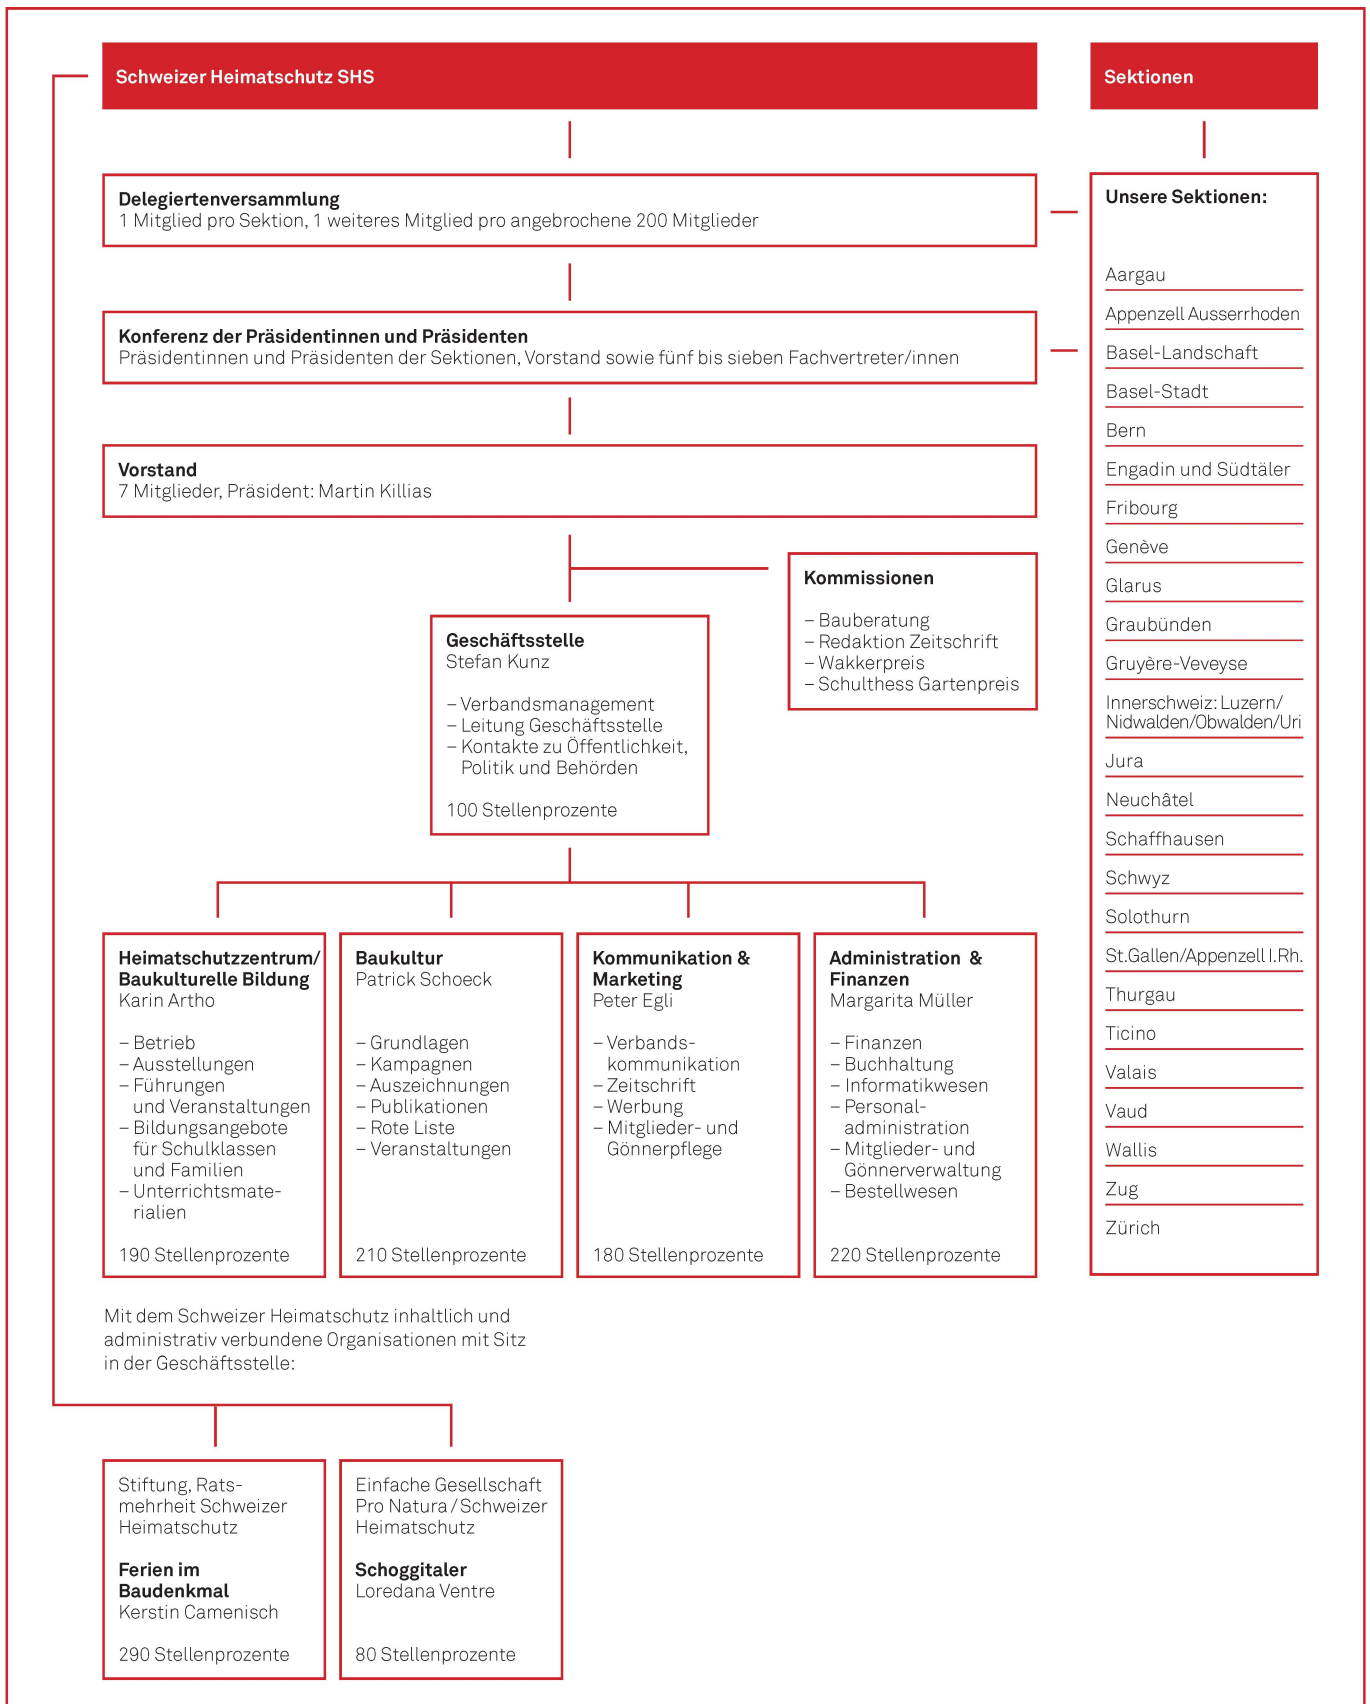 Schweizer Heimatschutz SHS
Delegiertenversammlung
1 Mitglied pro Sektion, 1 weiteres Mitglied pro angebrochene 200 Mitglieder
Konferenz der Präsidentinnen und Präsidenten
Präsidentinnen und Präsidenten der Sektionen, Vorstand sowie fünf bis sieben Fachvertreter/innen
Vorstand
7 Mitglieder, Präsident: Martin Killias
Kommissionen
– Bauberatung
– Redaktion Zeitschrift
– Wakkerpreis
– Schulthess Gartenpreis
Geschäftsstelle
Stefan Kunz
– Verbandsmanagement
– Leitung Geschäftsstelle
– Kontakte zu Öffentlichkeit,
Politik und Behörden
100 Stellenprozente
Heimatschutzzentrum/
Baukulturelle Bildung
Karin Artho
– Betrieb
– Ausstellungen
– Führungen
und Veranstaltungen
– Bildungsangebote
für Schulklassen
und Familien
– Unterrichtsmate-
rialien
190 Stellenprozente
Baukultur
Patrick Schoeck
– Grundlagen
– Kampagnen
– Auszeichnungen
– Publikationen
– Rote Liste
– Veranstaltungen
210 Stellenprozente
Kommunikation &
Marketing
Peter Egli
– Verbands-
kommunikation
– Zeitschrift
– Werbung
– Mitglieder- und
Gönnerpflege
180 Stellenprozente
Administration &
Finanzen
Margarita Müller
– Finanzen
– Buchhaltung
– Informatikwesen
– Personal-
administration
– Mitglieder- und
Gönnerverwaltung
– Bestellwesen
220 Stellenprozente
Mit dem Schweizer Heimatschutz inhaltlich und
administrativ verbundene Organisationen mit Sitz
in der Geschäftsstelle:
Stiftung, Rats-
mehrheit Schweizer
Heimatschutz
Ferien im
Baudenkmal
Kerstin Camenisch
290 Stellenprozente
Einfache Gesellschaft
Pro Natura / Schweizer
Heimatschutz
Schoggitaler
Loredana Ventre
80 Stellenprozente
Sektionen
Unsere Sektionen:
Aargau
Appenzell Ausserrhoden
Basel-Landschaft
Basel-Stadt
Bern
Engadin und Südtäler
Fribourg
Genève
Glarus
Graubünden
Gruyère-Veveyse
Innerschweiz: Luzern/
Nidwalden/Obwalden/Uri
Jura
Neuchâtel
Schaffhausen
Schwyz
Solothurn
St.Gallen/Appenzell I.Rh.
Thurgau
Ticino
Valais
Vaud
Wallis
Zug
Zürich